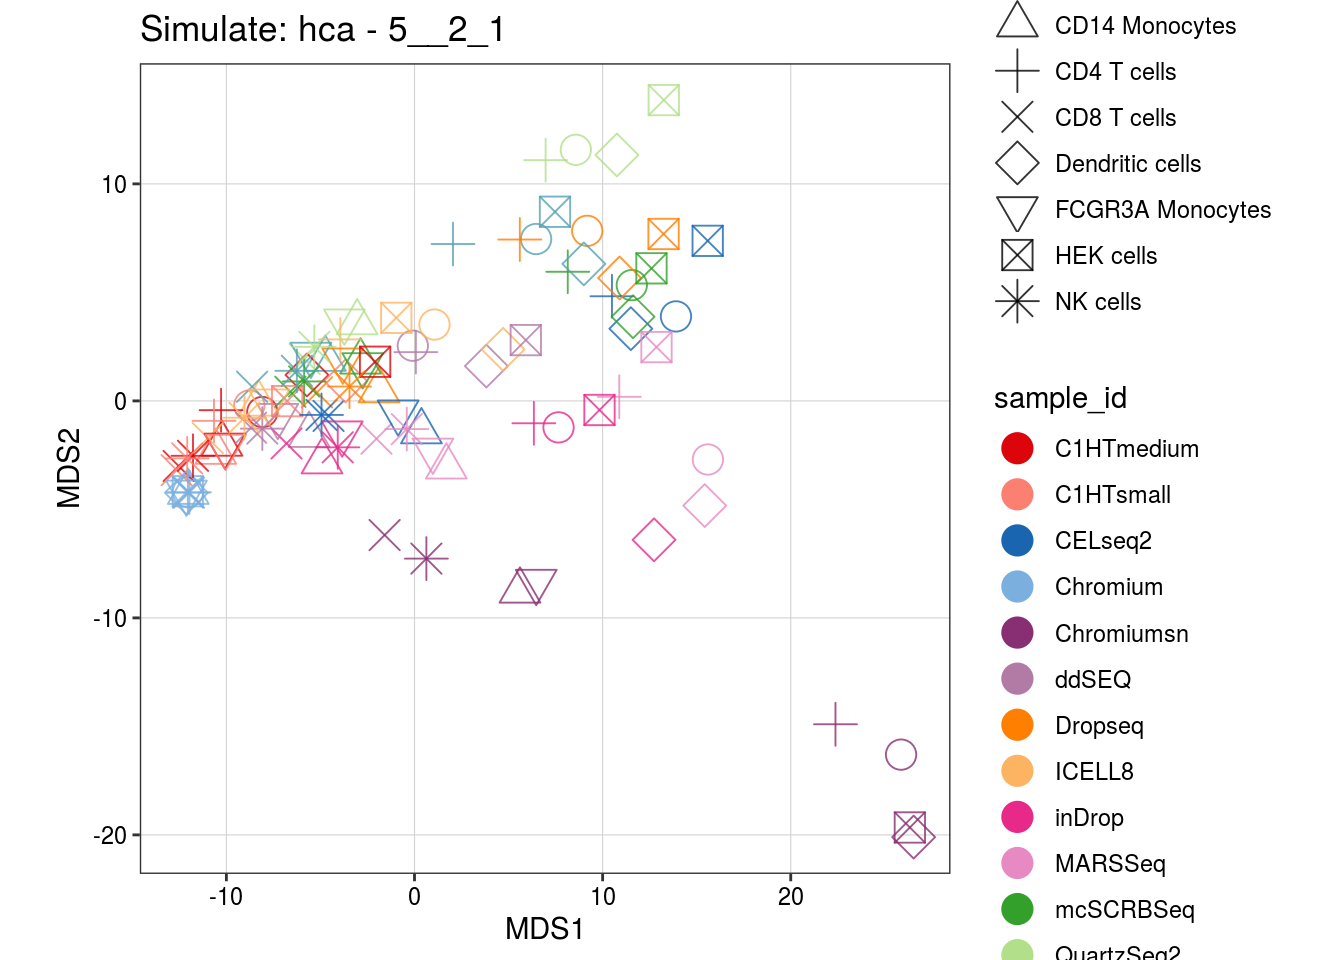 Simulate: hca - 5__2_1
10
0
-10
-20
-10
0
10
20
MDS1
MDS2
CD14 Monocytes
CD4 T cells
CD8 T cells
Dendritic cells
FCGR3A Monocytes
HEK cells
NK cells
sample_id
C1HTmedium
C1HTsmall
CELseq2
Chromium
Chromiumsn
ddSEQ
Dropseq
ICELL8
inDrop
MARSSeq
mcSCRBSeq
QuartzSeq2